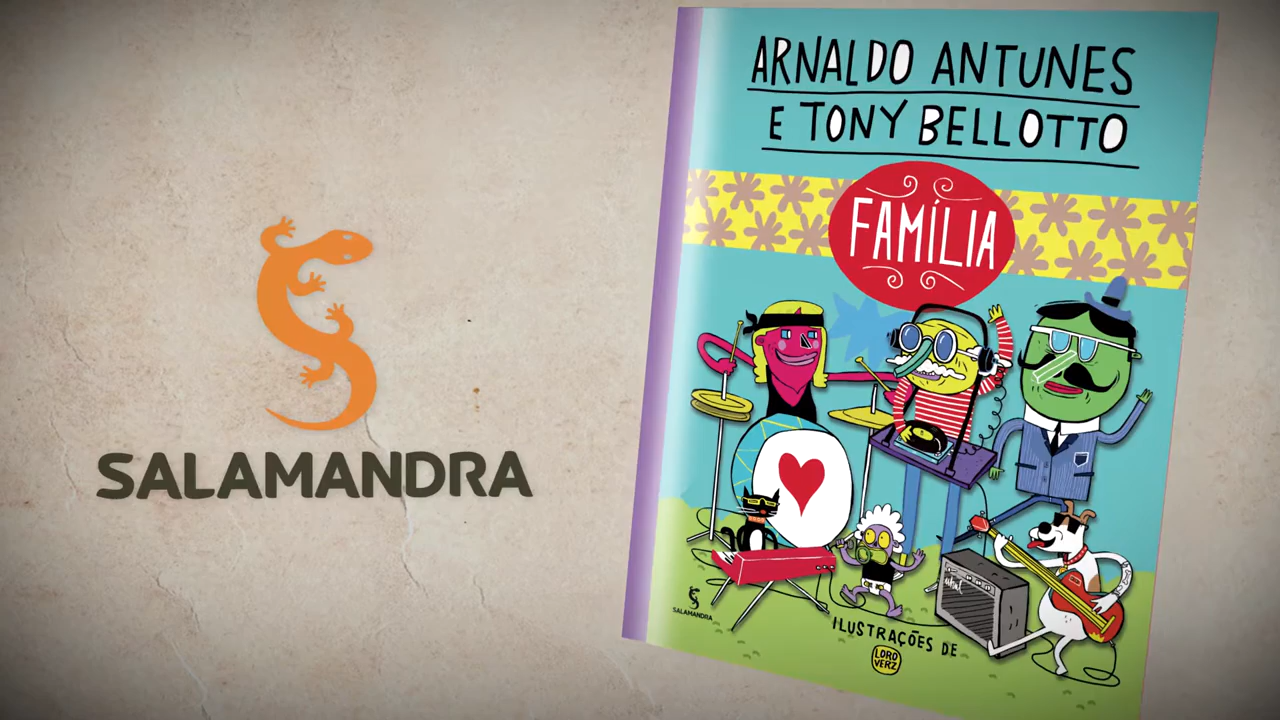 SALAMANDRA
ARNALDO ANTUNES
E TONY BELLOTTO
FAMÍLIA
SALAMANDRA
ILUSTRAÇÕES DE
LORO
VERZ